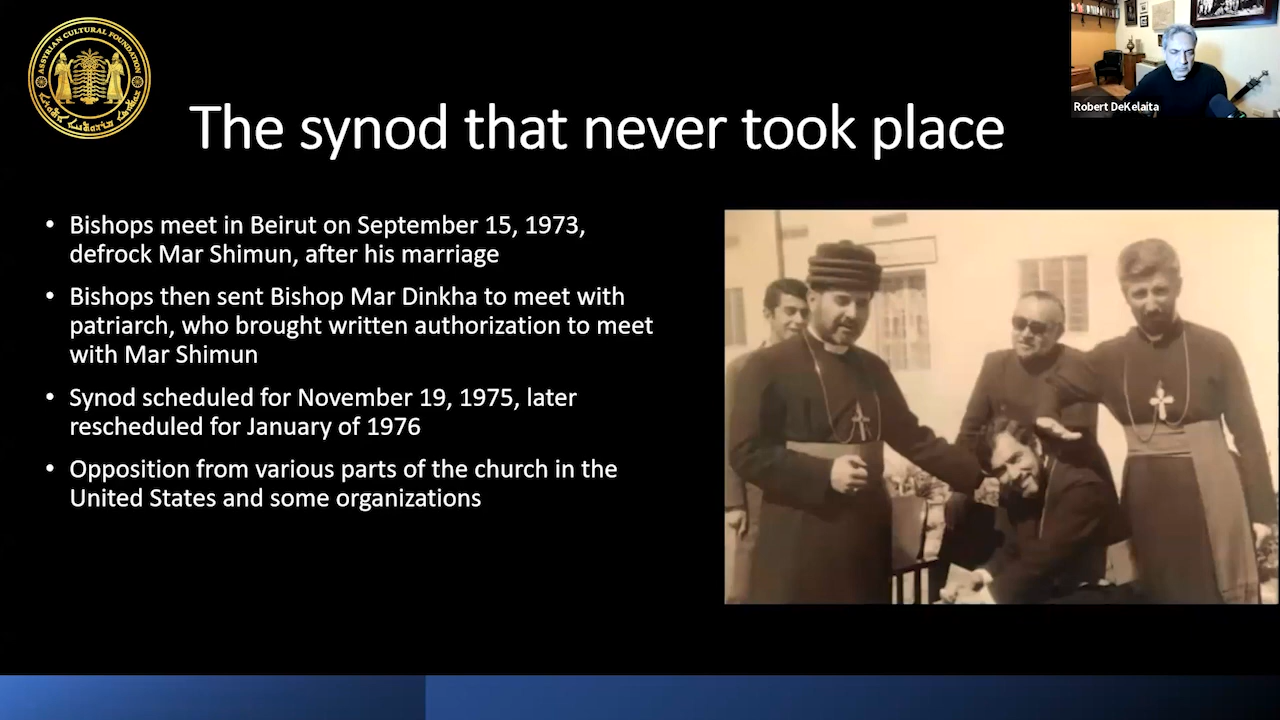 ASSYRIAN CULTURAL FOUNDATION
Robert DeKelaita
The synod that never took place
• Bishops meet in Beirut on September 15, 1973,
defrock Mar Shimun, after his marriage
• Bishops then sent Bishop Mar Dinkha to meet with
patriarch, who brought written authorization to meet
with Mar Shimun
• Synod scheduled for November 19, 1975, later
rescheduled for January of 1976
• Opposition from various parts of the church in the
United States and some organizations